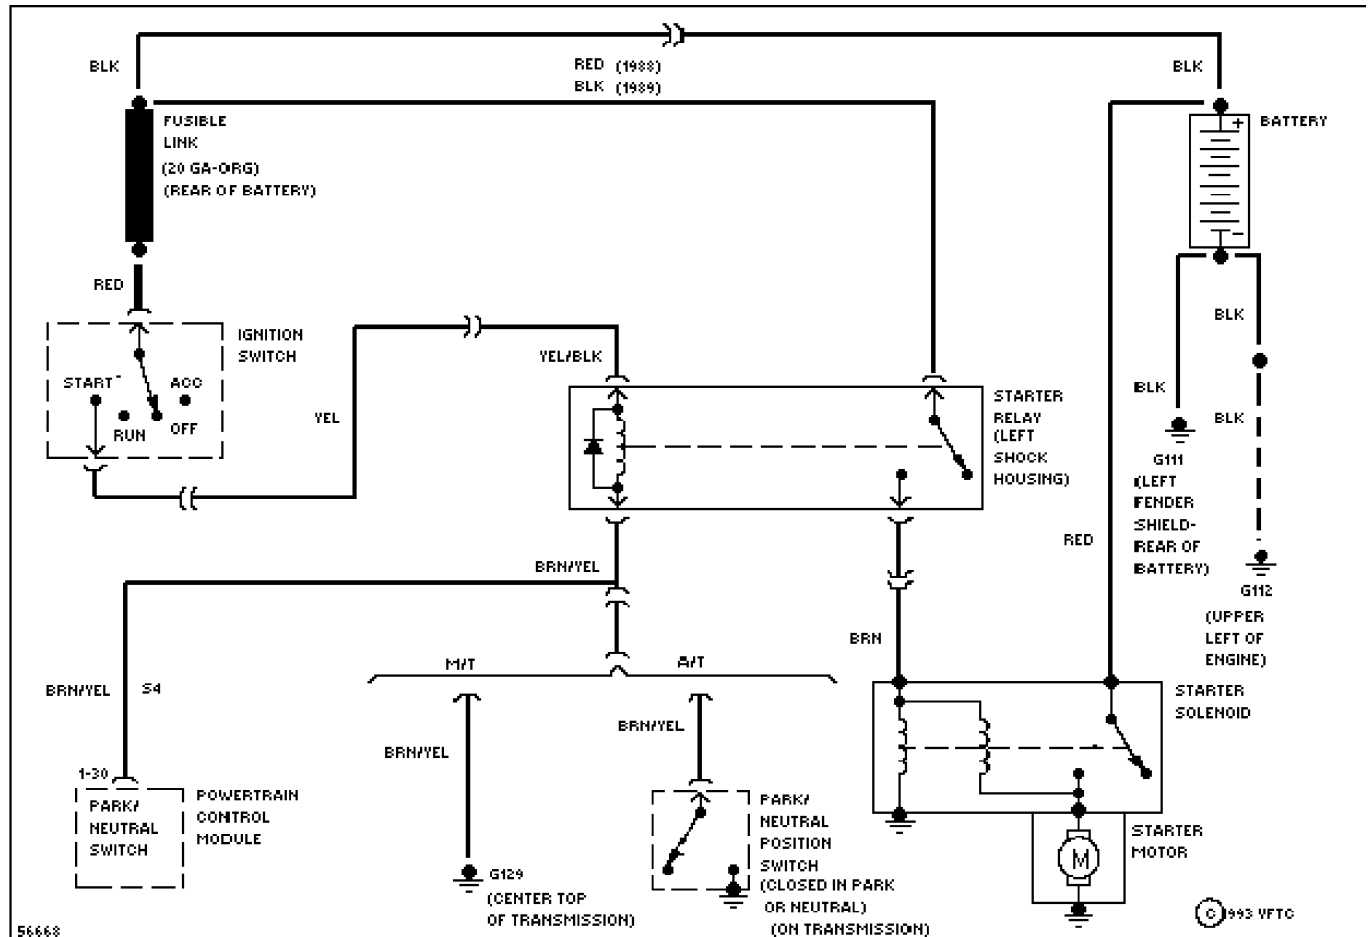 BLK
RED (1988)
BLK (1989)
BLK
FUSIBLE
LINK
(20 GA-ORG)
(REAR OF BATTERY)
+
BATTERY
-
RED
IGNITION
SWITCH
START
ACC
RUN
OFF
YEL
YEL/BLK
STARTER
RELAY
(LEFT
SHOCK
HOUSING)
BLK
BLK
BLK
G111
(LEFT
FENDER
SHIELD-
REAR OF
BATTERY)
G112
(UPPER
LEFT OF
ENGINE)
RED
BRN/YEL
BRN
BRN/YEL
S4
M/T
A/T
BRN/YEL
BRN/YEL
STARTER
SOLENOID
1-30
PARK/
NEUTRAL
SWITCH
POWERTRAIN
CONTROL
MODULE
G129
(CENTER TOP
OF TRANSMISSION)
PARK/
NEUTRAL
POSITION
SWITCH
(CLOSED IN PARK
OR NEUTRAL)
(ON TRANSMISSION)
M
STARTER
MOTOR
56668
© 1993 VFTC